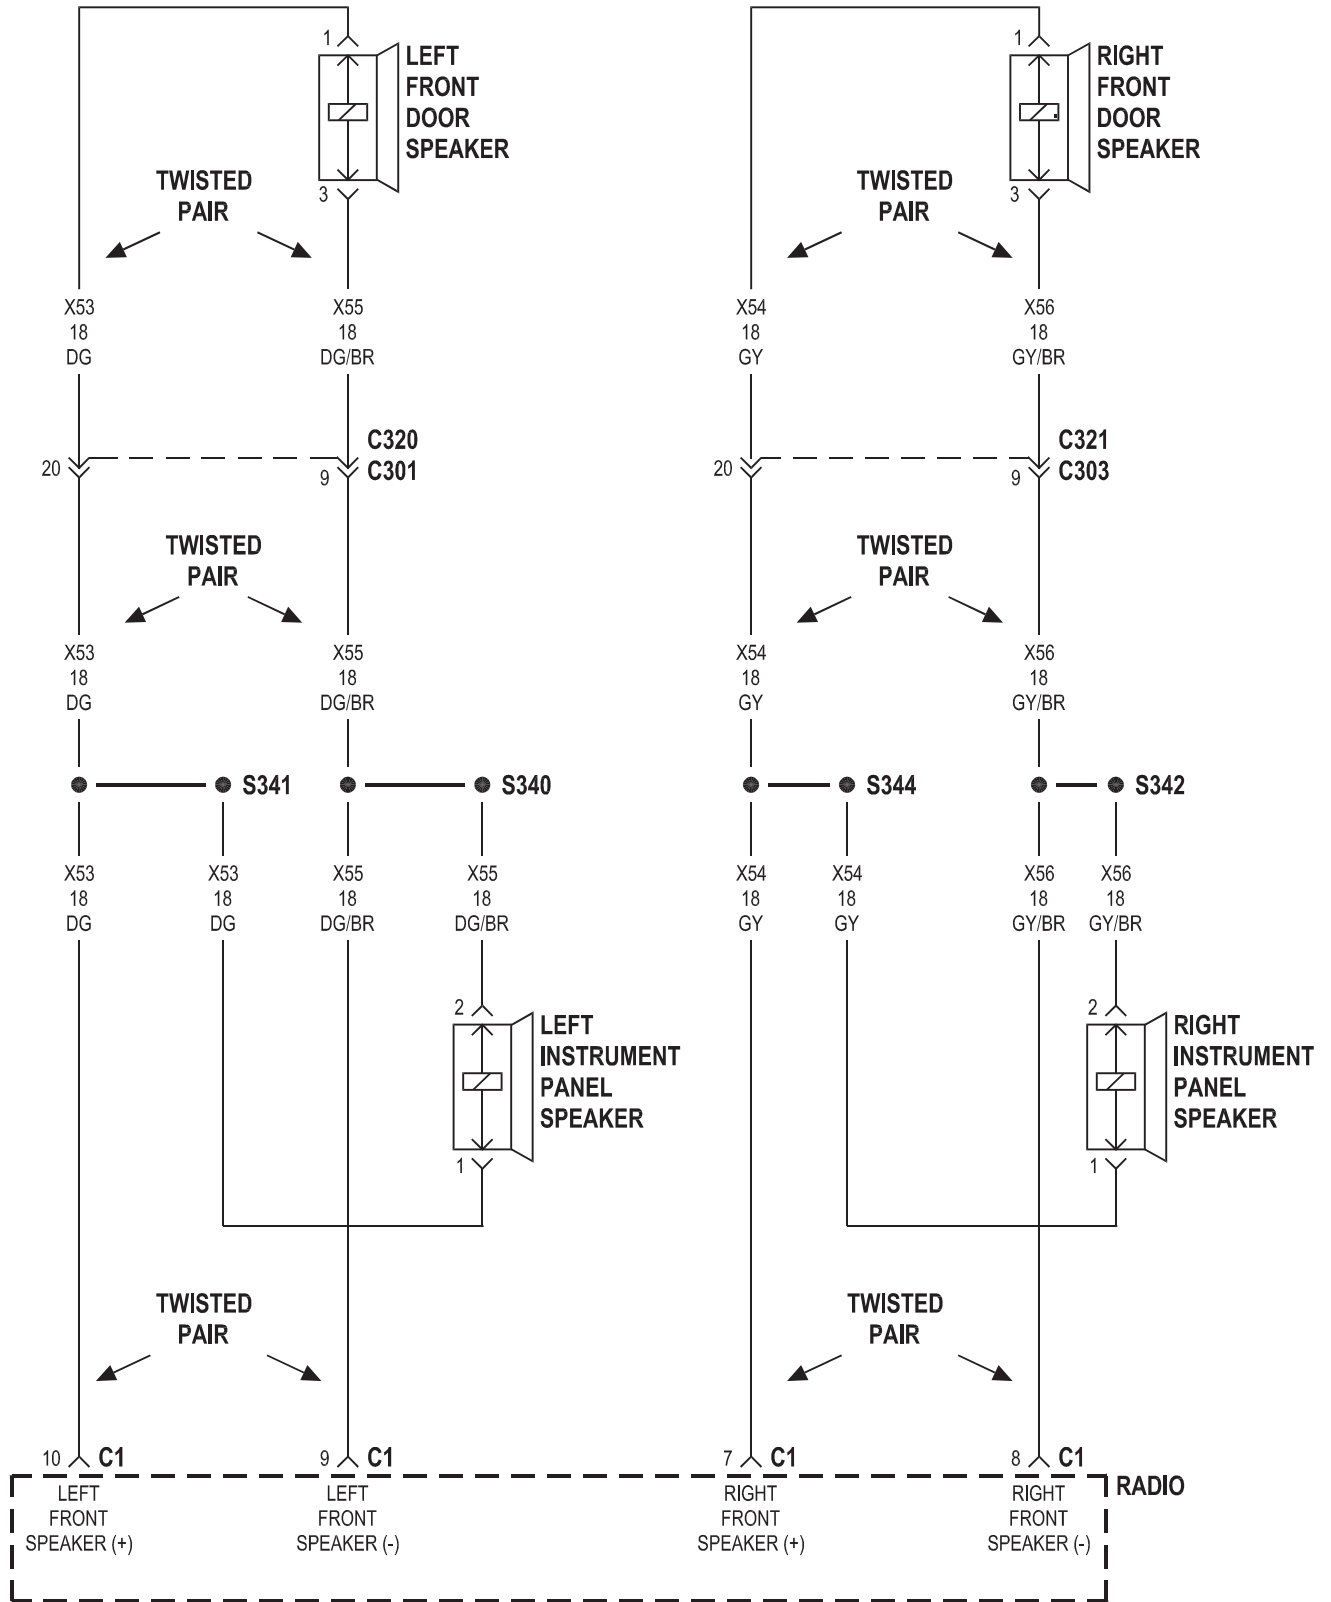 1
LEFT
FRONT
DOOR
SPEAKER
3
1
RIGHT
FRONT
DOOR
SPEAKER
3
TWISTED
PAIR
TWISTED
PAIR
X53
18
DG
X55
18
DG/BR
X54
18
GY
X56
18
GY/BR
20
9
C320
C301
20
9
C321
C303
TWISTED
PAIR
TWISTED
PAIR
X53
18
DG
X55
18
DG/BR
X54
18
GY
X56
18
GY/BR
S341
S340
S344
S342
X53
18
DG
X53
18
DG
X55
18
DG/BR
X55
18
DG/BR
X54
18
GY
X54
18
GY
X56
18
GY/BR
X56
18
GY/BR
2
LEFT
INSTRUMENT
PANEL
SPEAKER
1
2
RIGHT
INSTRUMENT
PANEL
SPEAKER
1
TWISTED
PAIR
TWISTED
PAIR
10 C1
9 C1
7 C1
8 C1
RADIO
LEFT
FRONT
SPEAKER (+)
LEFT
FRONT
SPEAKER (-)
RIGHT
FRONT
SPEAKER (+)
RIGHT
FRONT
SPEAKER (-)